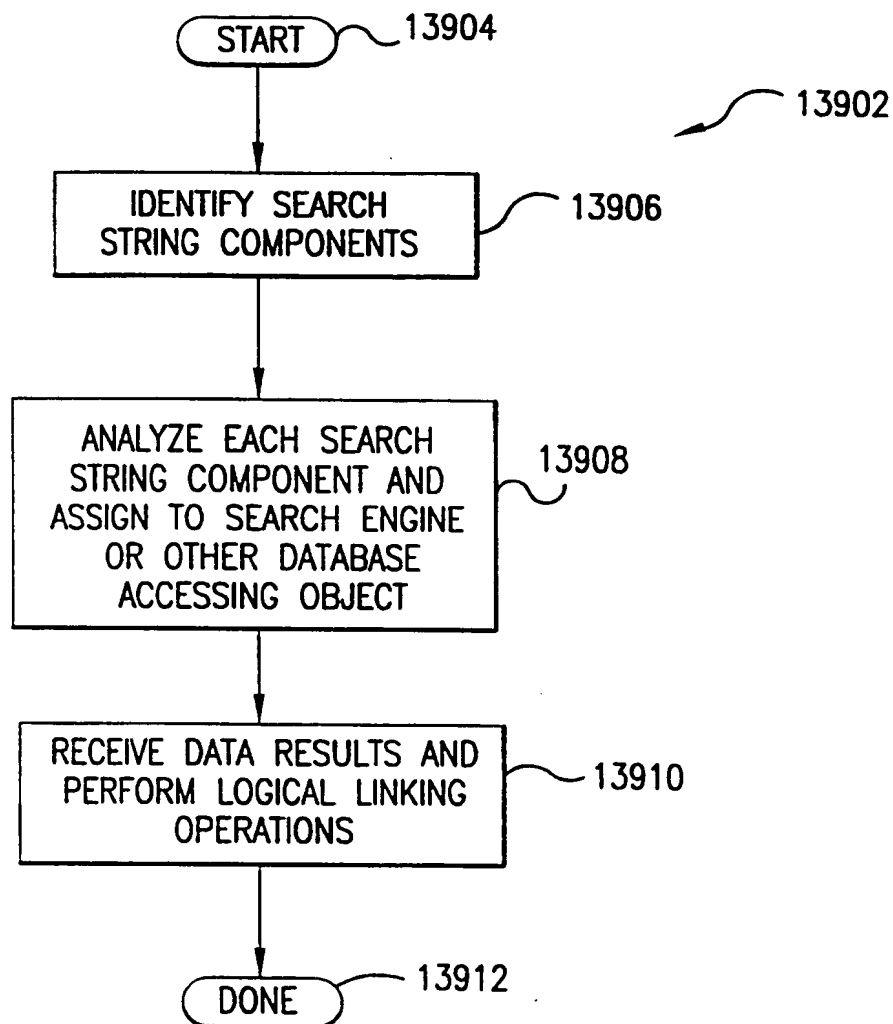 START
13904
13902
IDENTIFY SEARCH
STRING COMPONENTS
13906
ANALYZE EACH SEARCH
STRING COMPONENT AND
ASSIGN TO SEARCH ENGINE
OR OTHER DATABASE
ACCESSING OBJECT
13908
RECEIVE DATA RESULTS AND
PERFORM LOGICAL LINKING
OPERATIONS
13910
DONE
13912